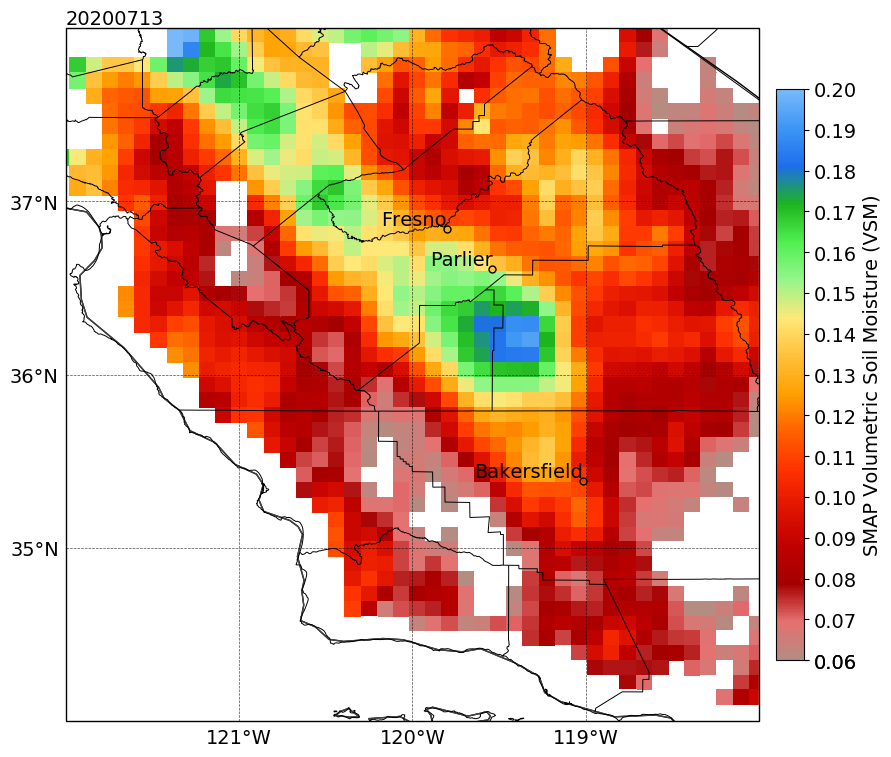 20200713
37°N
36°N
35°N
121°W
120°W
119°W
Fresno
Parlier
Bakersfield
0.20
0.19
0.18
0.17
0.16
0.15
0.14
0.13
0.12
0.11
0.10
0.09
0.08
0.07
0.06
SMAP Volumetric Soil Moisture (VSM)